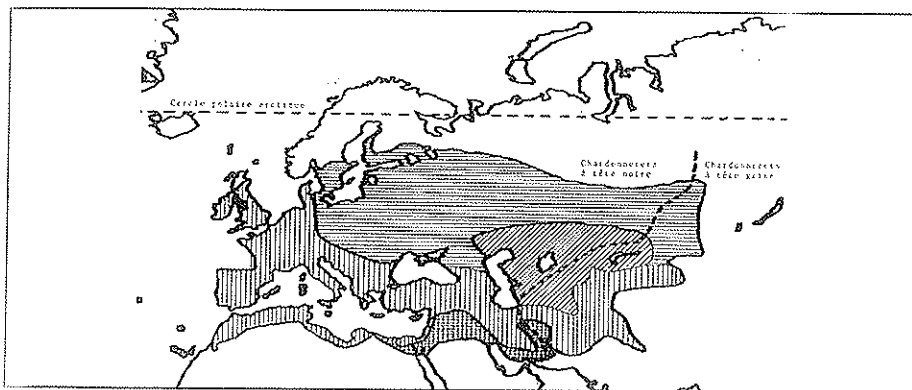 Cercle polaire arctique
Chardonnerets
à tête noire
Chardonnerets
à tête grise